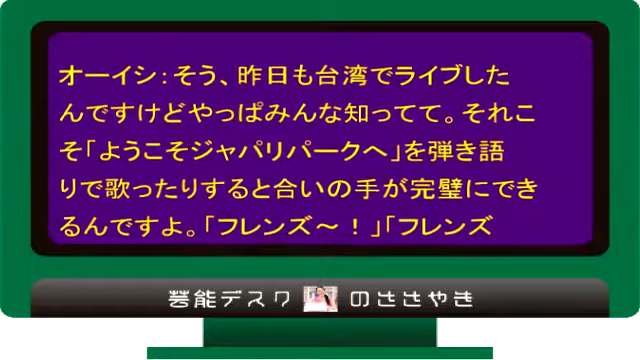 オーイシ：そう、昨日も台湾でライブした
んですけどやっぱみんな知ってて。それこ
そ「ようこそジャパリパークへ」を弾き語
りで歌ったりすると合いの手が完璧にでき
るんですよ。「フレンズ～！」「フレンズ
芸能デスク のささやき